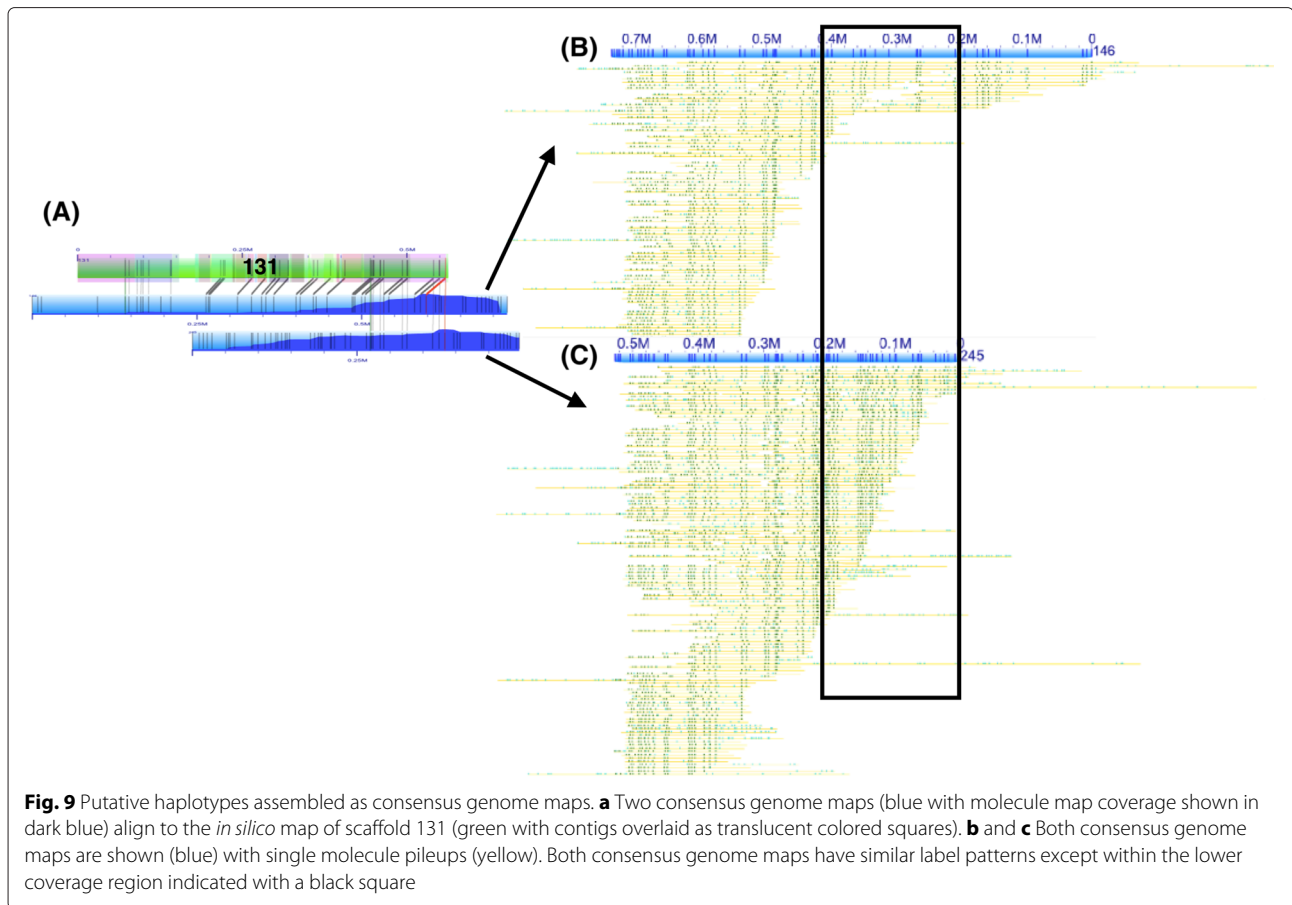 (B)
0.7M 0.6M 0.5M 0.4M 0.3M 0.2M 0.1M 0
146
(A)
0 0.25M 0.5M
131
0.25M 0.5M
0.25M
(C)
0.5M 0.4M 0.3M 0.2M 0.1M 0
245
Fig. 9 Putative haplotypes assembled as consensus genome maps. a Two consensus genome maps (blue with molecule map coverage shown in
dark blue) align to the in silico map of scaffold 131 (green with contigs overlaid as translucent colored squares). b and c Both consensus genome
maps are shown (blue) with single molecule pileups (yellow). Both consensus genome maps have similar label patterns except within the lower
coverage region indicated with a black square